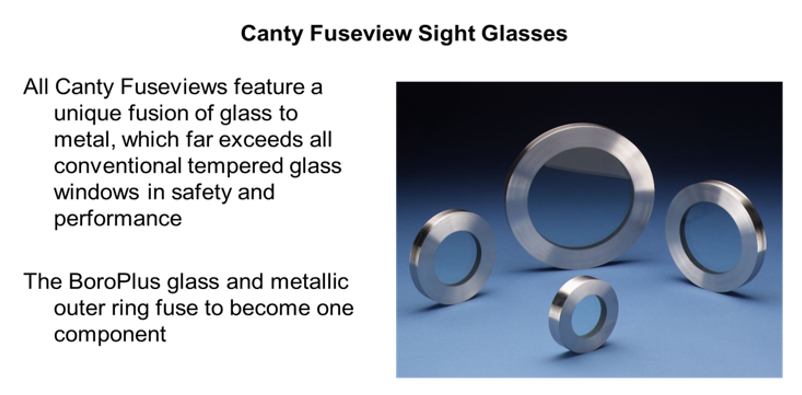 Canty Fuseview Sight Glasses
All Canty Fuseviews feature a
unique fusion of glass to
metal, which far exceeds all
conventional tempered glass
windows in safety and
performance
The BoroPlus glass and metallic
outer ring fuse to become one
component